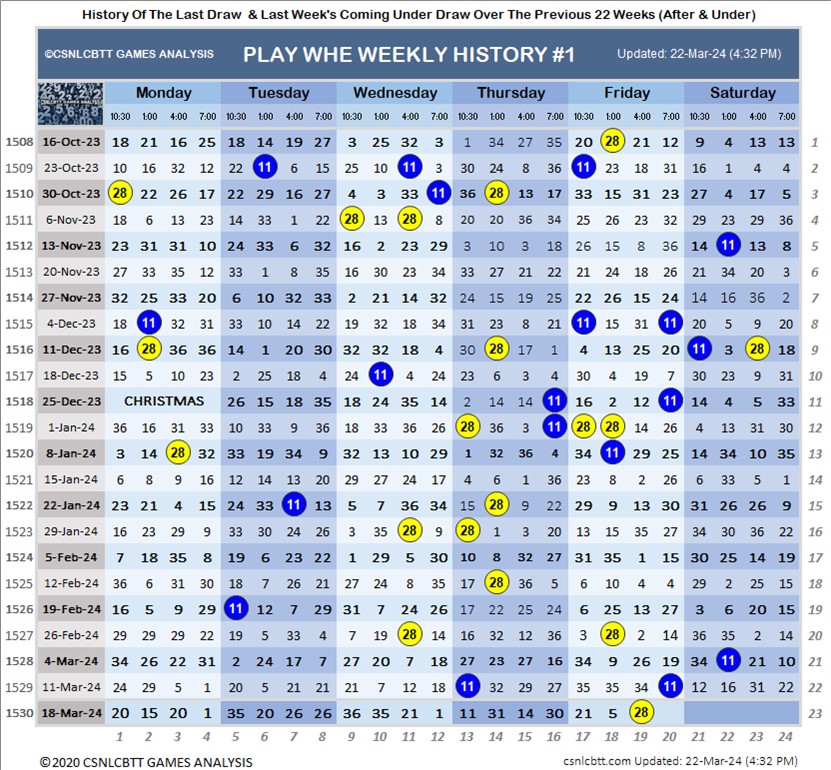 History Of The Last Draw & Last Week's Coming Under Draw Over The Previous 22 Weeks (After & Under)
©CSNLCBTT GAMES ANALYSIS PLAY WHE WEEKLY HISTORY #1 Updated: 22-Mar-24 (4:32 PM)
CSNLCBTT GAMES ANALYSIS Monday Tuesday Wednesday Thursday Friday Saturday
10:30 1:00 4:00 7:00 10:30 1:00 4:00 8:00 10:30 1:00 4:00 7:00 10:30 1:00 4:00 7:00 10:30 1:00 4:00 7:00 10:30 1:00 4:00 7:00
1508 16-Oct-23 18 21 16 25 18 14 19 27 3 25 32 3 1 34 27 35 20 28 21 12 9 4 13 13 1
1509 23-Oct-23 10 16 32 12 22 11 6 15 25 10 11 3 30 24 8 36 11 23 18 31 16 1 4 4 2
1510 30-Oct-23 28 22 26 17 22 29 16 27 4 3 33 11 36 28 13 17 33 15 31 23 27 4 17 5 3
1511 6-Nov-23 18 6 13 23 14 33 1 22 28 13 28 8 20 20 36 34 25 26 23 32 29 23 29 36 4
1512 13-Nov-23 23 31 31 10 24 33 6 32 16 2 23 29 3 10 3 18 26 15 8 36 14 11 13 8 5
1513 20-Nov-23 27 33 35 12 33 1 8 35 16 30 23 34 33 27 21 22 21 24 18 26 21 34 20 3 6
1514 27-Nov-23 32 25 33 20 6 10 32 33 2 21 14 32 24 15 19 25 22 26 15 24 14 16 36 2 7
1515 4-Dec-23 18 11 32 31 33 10 14 22 19 32 18 34 31 23 8 21 11 15 31 11 20 5 9 20 8
1516 11-Dec-23 16 28 36 36 14 1 20 30 32 32 18 4 30 28 17 1 4 13 25 20 11 3 28 18 9
1517 18-Dec-23 15 5 10 23 2 25 18 4 24 11 4 24 23 6 3 4 30 4 19 7 30 23 9 31 10
1518 25-Dec-23 CHRISTMAS 26 15 18 35 18 24 35 14 2 14 14 11 16 2 12 11 14 4 5 33 11
1519 1-Jan-24 36 16 31 33 10 33 1 36 18 33 36 26 28 36 3 11 28 28 14 26 4 13 31 30 12
1520 8-Jan-24 3 14 28 32 33 19 34 9 32 13 10 29 1 32 36 4 34 11 29 25 14 34 10 35 13
1521 15-Jan-24 6 8 9 16 12 14 13 20 29 27 24 17 4 6 1 36 23 8 2 26 6 33 5 1 14
1522 22-Jan-24 23 21 4 15 24 33 11 13 5 7 36 34 15 28 9 22 29 9 13 30 31 26 26 9 15
1523 29-Jan-24 16 23 29 9 33 30 24 26 3 35 28 9 28 1 3 20 13 15 35 27 34 30 36 22 16
1524 5-Feb-24 7 18 35 8 19 6 23 22 1 29 5 30 10 8 32 27 31 35 1 15 30 25 14 19 17
1525 12-Feb-24 36 6 31 30 18 7 26 21 27 24 8 35 17 28 36 5 6 10 4 4 29 2 25 15 18
1526 19-Feb-24 16 5 9 29 11 12 7 29 31 7 24 26 17 22 25 24 6 25 13 27 3 6 20 15 19
1527 26-Feb-24 29 29 29 22 19 5 33 4 7 19 28 14 16 32 12 36 3 28 2 14 36 35 2 14 20
1528 4-Mar-24 34 26 22 31 2 24 17 7 27 20 7 18 27 23 27 16 34 9 26 19 34 11 21 10 21
1529 11-Mar-24 24 29 5 1 20 5 21 21 21 7 12 18 11 32 29 27 35 35 34 11 12 16 31 22 22
1530 18-Mar-24 20 15 20 1 35 20 26 26 36 35 21 1 11 31 14 30 21 5 28 23
1 2 3 4 5 6 7 8 9 10 11 12 13 14 15 16 17 18 19 20 21 22 23 24
©2020 CSNLCBTT GAMES ANALYSIS csnlcbtt.com Updated: 22-Mar-24 (4:32 PM)